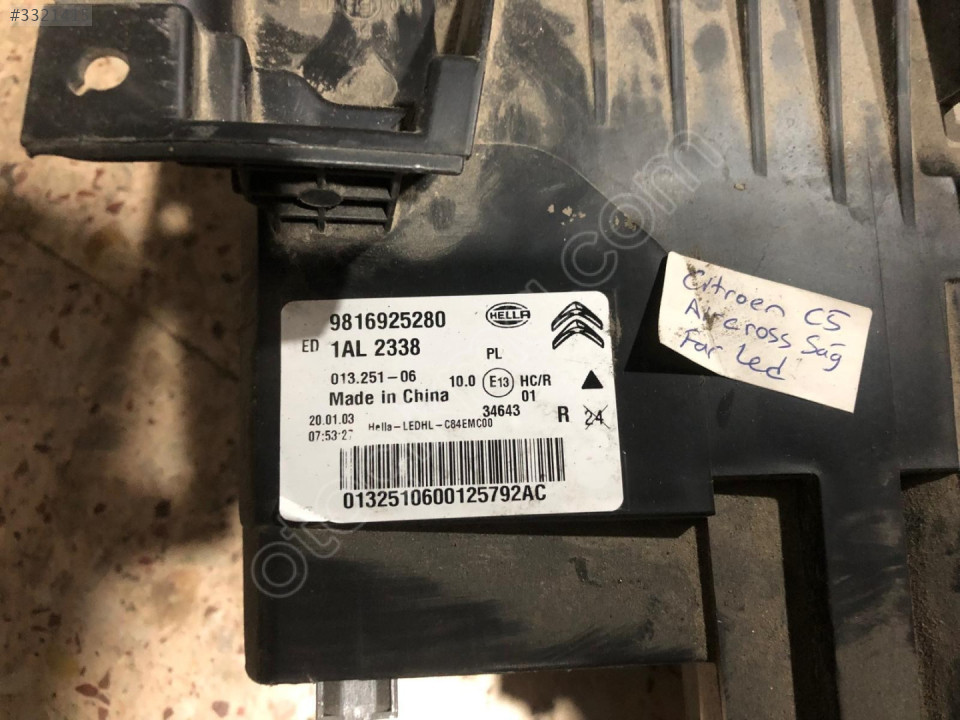 9816925280
HELLA
ED 1AL 2338
PL
013.251-06
10.0 E13 HC/R
Made in China
01
34643
R 24
20.01.03
07:53:27
Hella-LEDHL-C84EMC00
0132510600125792AC
Citroen C5
Aircross Sağ
Far Led